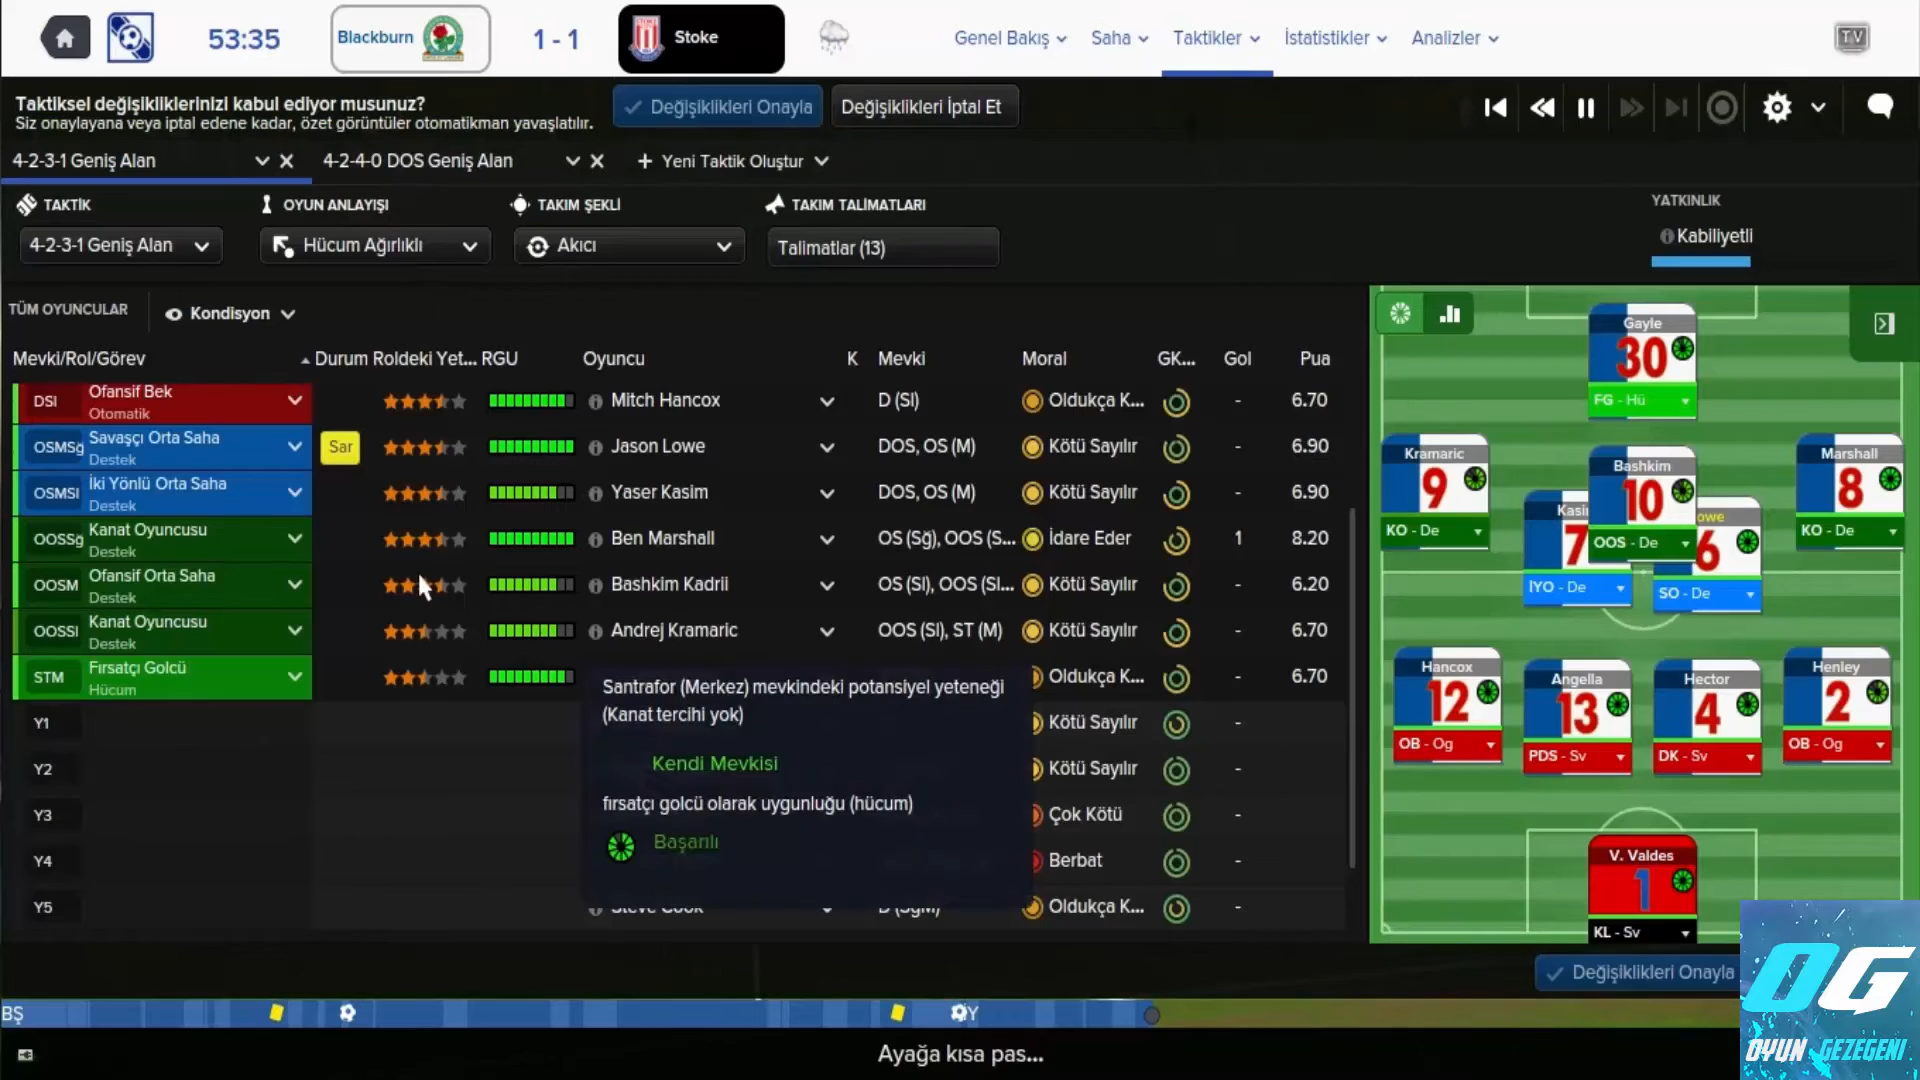 53:35
Blackburn
1 - 1
Stoke
Genel Bakış
Saha
Taktikler
İstatistikler
Analizler
TV
Taktiksel değişikliklerinizi kabul ediyor musunuz?
Siz onaylayana veya iptal edene kadar, özet görüntüler otomatikman yavaşlatılır.
Değişiklikleri Onayla
Değişiklikleri İptal Et
4-2-3-1 Geniş Alan
4-2-4-0 DOS Geniş Alan
+ Yeni Taktik Oluştur
TAKTİK
OYUN ANLAYIŞI
TAKIM ŞEKLİ
TAKIM TALİMATLARI
YATKINLIK
4-2-3-1 Geniş Alan
Hücum Ağırlıklı
Akıcı
Talimatlar (13)
Kabiliyetli
TÜM OYUNCULAR
Kondisyon
Mevki/Rol/Görev
Durum
Roldeki Yet...
RGU
Oyuncu
K
Mevki
Moral
GK...
Gol
Pua
DSI
Ofansif Bek
Otomatik
Mitch Hancox
D (Sl)
Oldukça K...
-
6.70
OSMSğ
Savaşçı Orta Saha
Destek
Sar
Jason Lowe
DOS, OS (M)
Kötü Sayılır
-
6.90
OSMSI
İki Yönlü Orta Saha
Destek
Yaser Kasim
DOS, OS (M)
Kötü Sayılır
-
6.90
OOSSğ
Kanat Oyuncusu
Destek
Ben Marshall
OS (Sğ), OOS (S...
İdare Eder
1
8.20
OOSM
Ofansif Orta Saha
Destek
Bashkim Kadrii
OS (Sl), OOS (Sl...
Kötü Sayılır
-
6.20
OOSSI
Kanat Oyuncusu
Destek
Andrej Kramaric
OOS (Sl), ST (M)
Kötü Sayılır
-
6.70
STM
Fırsatçı Golcü
Hücum
Oldukça K...
-
6.70
Y1
Kötü Sayılır
-
Y2
Kötü Sayılır
-
Y3
Çok Kötü
-
Y4
Berbat
-
Y5
Steve Cook
D (SğM)
Oldukça K...
-
Santrafor (Merkez) mevkindeki potansiyel yeteneği
(Kanat tercihi yok)
Kendi Mevkisi
fırsatçı golcü olarak uygunluğu (hücum)
Başarılı
Gayle
30
FG - Hü
Kramaric
9
KO - De
Bashkim
10
OOS - De
Marshall
8
KO - De
7
İYO - De
6
SO - De
Hancox
12
OB - Og
Angella
13
PDS - Sv
Hector
4
DK - Sv
Henley
2
OB - Og
V. Valdes
1
KL - Sv
Değişiklikleri Onayla
BŞ
İY
Ayağa kısa pas...
OG
OYUN GEZEGENI